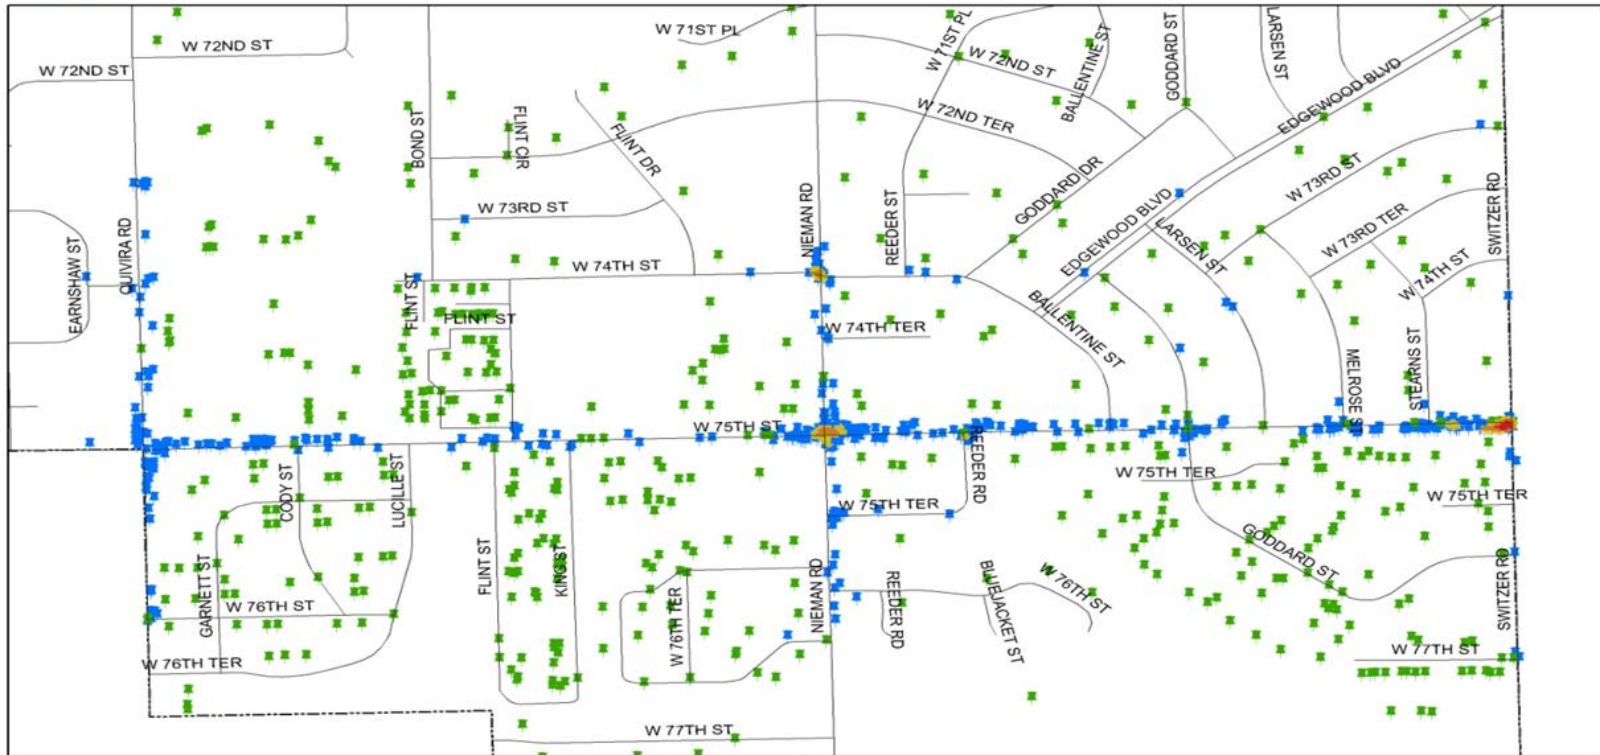 W 71ST PL
W 72ND ST
W 72ND ST
W 71ST PL
W 72ND ST
BALLENTINE ST
GODDARD ST
LARSEN ST
EDGEWOOD BLVD
W 72ND TER
BOND ST
FLINT CIR
FLINT DR
GODDARD DR
W 73RD ST
W 73RD ST
NIEMAN RD
REEDER ST
EDGEWOOD BLVD
LARSEN ST
W 73RD TER
SWITZER RD
EARNSHAW ST
QUIVIRA RD
W 74TH ST
W 74TH ST
FLINT ST
FLINT ST
W 74TH TER
BALLENTINE ST
MELROSE ST
STEARNS ST
W 75TH ST
REEDER RD
CODY ST
LUCILLE ST
W 75TH TER
W 75TH TER
W 75TH TER
GODDARD ST
GARNETT ST
FLINT ST
KING ST
W 76TH ST
W 76TH TER
NIEMAN RD
REEDER RD
BLUEJACKET ST
W 76TH ST
SWITZER RD
W 76TH TER
W 77TH ST
W 77TH ST